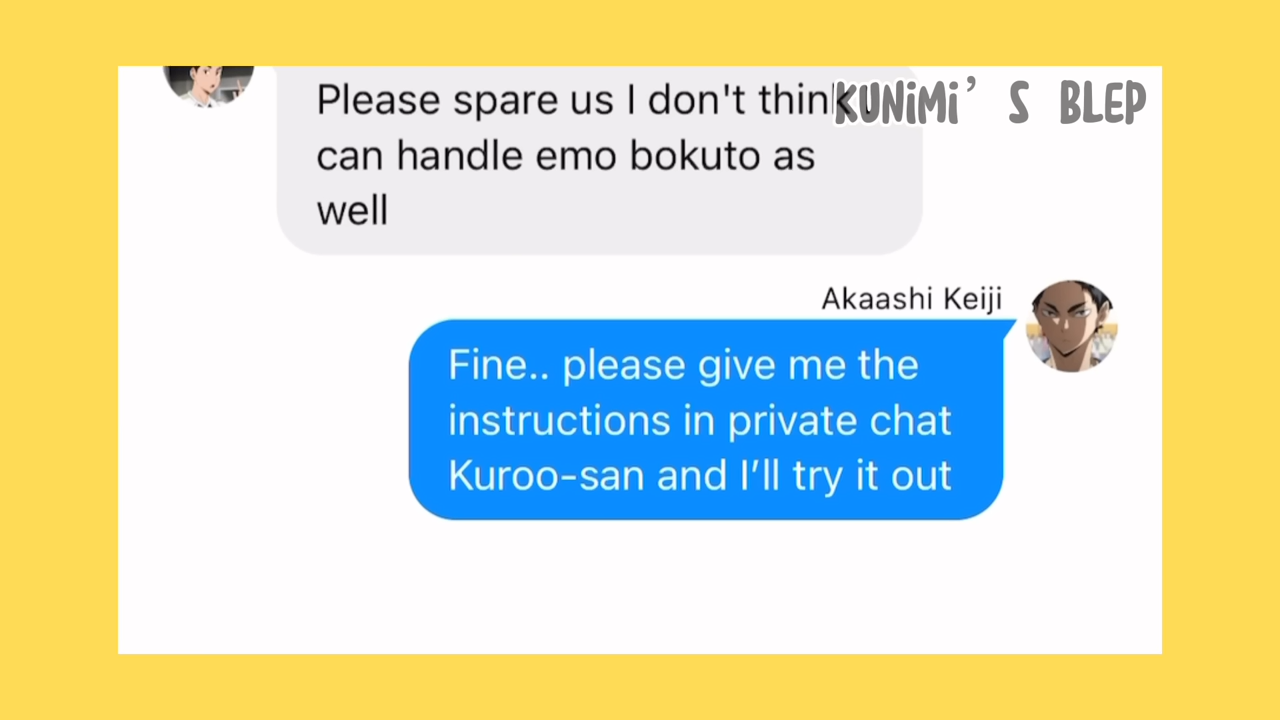 Please spare us I don't think
can handle emo bokuto as
well
KUNiMi'S BLEP
Akaashi Keiji
Fine.. please give me the
instructions in private chat
Kuroo-san and I’ll try it out